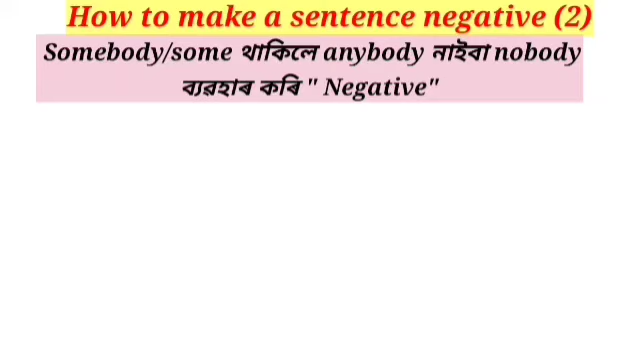 How to make a sentence negative (2)
Somebody/some থাকিলে anybody নাইবা nobody
ব্যৱহাৰ কৰি " Negative"